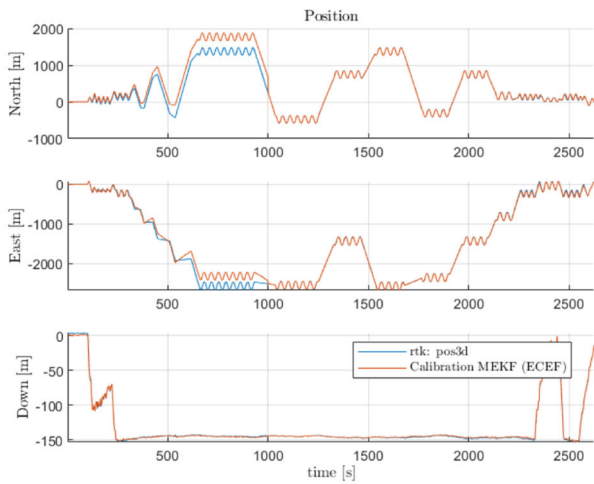 Position
2000
1000
0
-1000
North [m]
500 1000 1500 2000 2500
0
-1000
-2000
East [m]
500 1000 1500 2000 2500
0
-50
-100
-150
Down [m]
rtk: pos3d
Calibration MEKF (ECEF)
500 1000 1500 2000 2500
time [s]